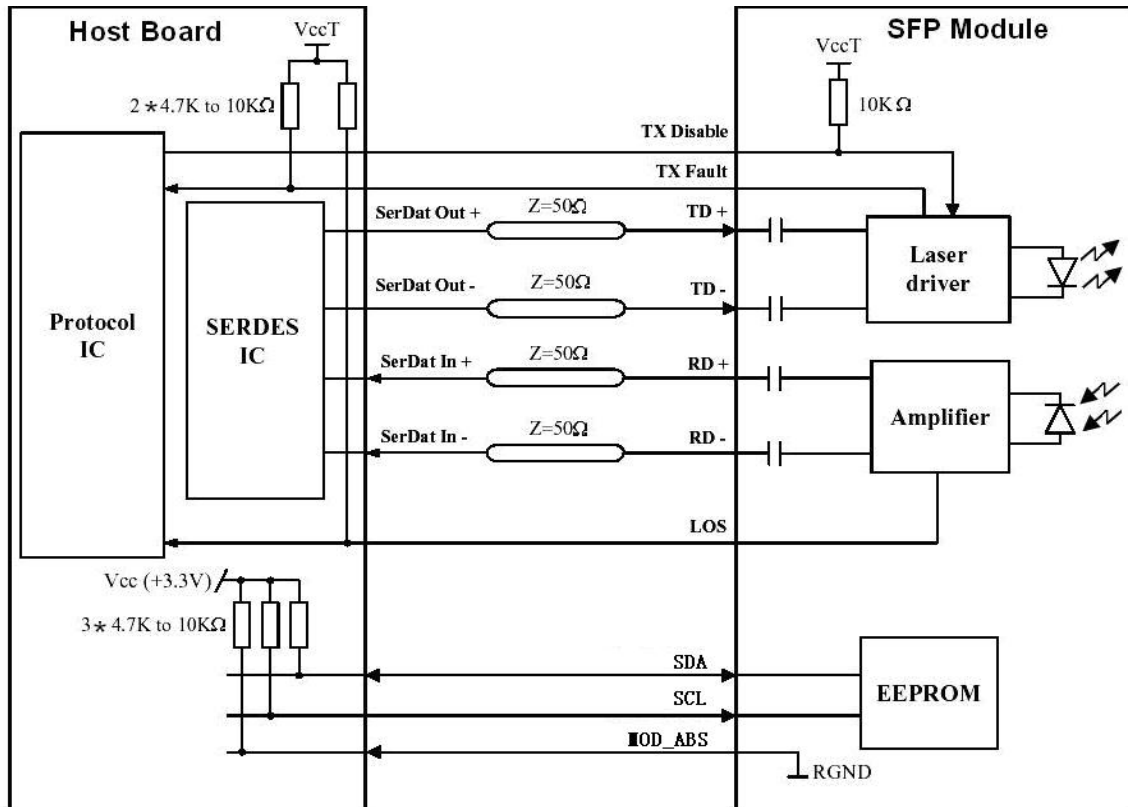 Host Board
SFP Module
VccT
VccT
2*4.7K to 10KΩ
10KΩ
TX Disable
TX Fault
SerDat Out +
Z=50Ω
TD +
SerDat Out -
Z=50Ω
TD -
Laser
driver
Protocol
IC
SERDES
IC
SerDat In +
Z=50Ω
RD +
SerDat In -
Z=50Ω
RD -
Amplifier
LOS
Vcc (+3.3V)
3*4.7K to 10KΩ
SDA
SCL
MOD_ABS
EEPROM
RGND